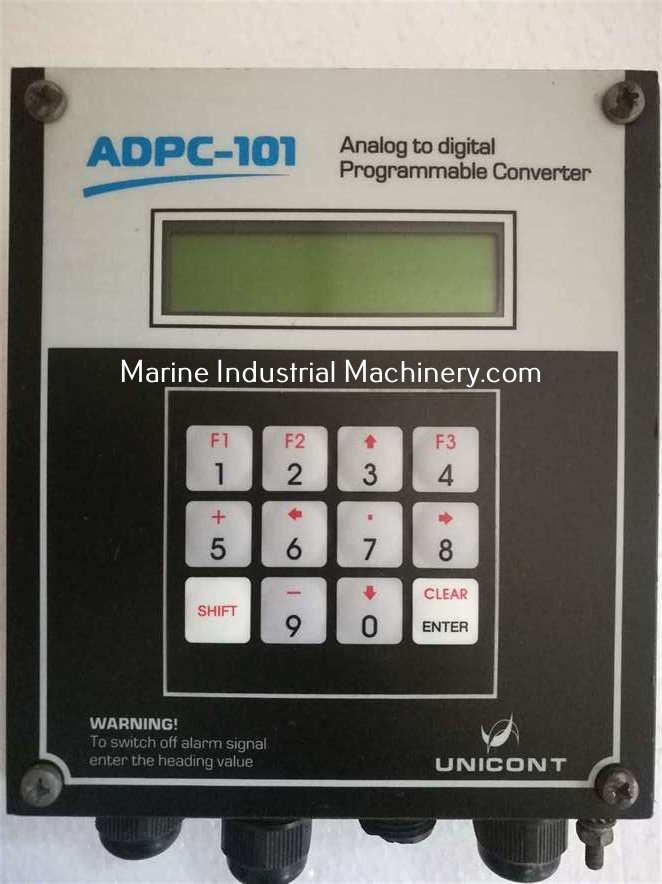 ADPC-101
Analog to digital
Programmable Converter
Marine Industrial Machinery.com
F1 F2 F3
1 2 3 4
+ ← · →
5 6 7 8
SHIFT
− ↓ CLEAR
9 0 ENTER
WARNING!
To switch off alarm signal
enter the heading value
UNICONT